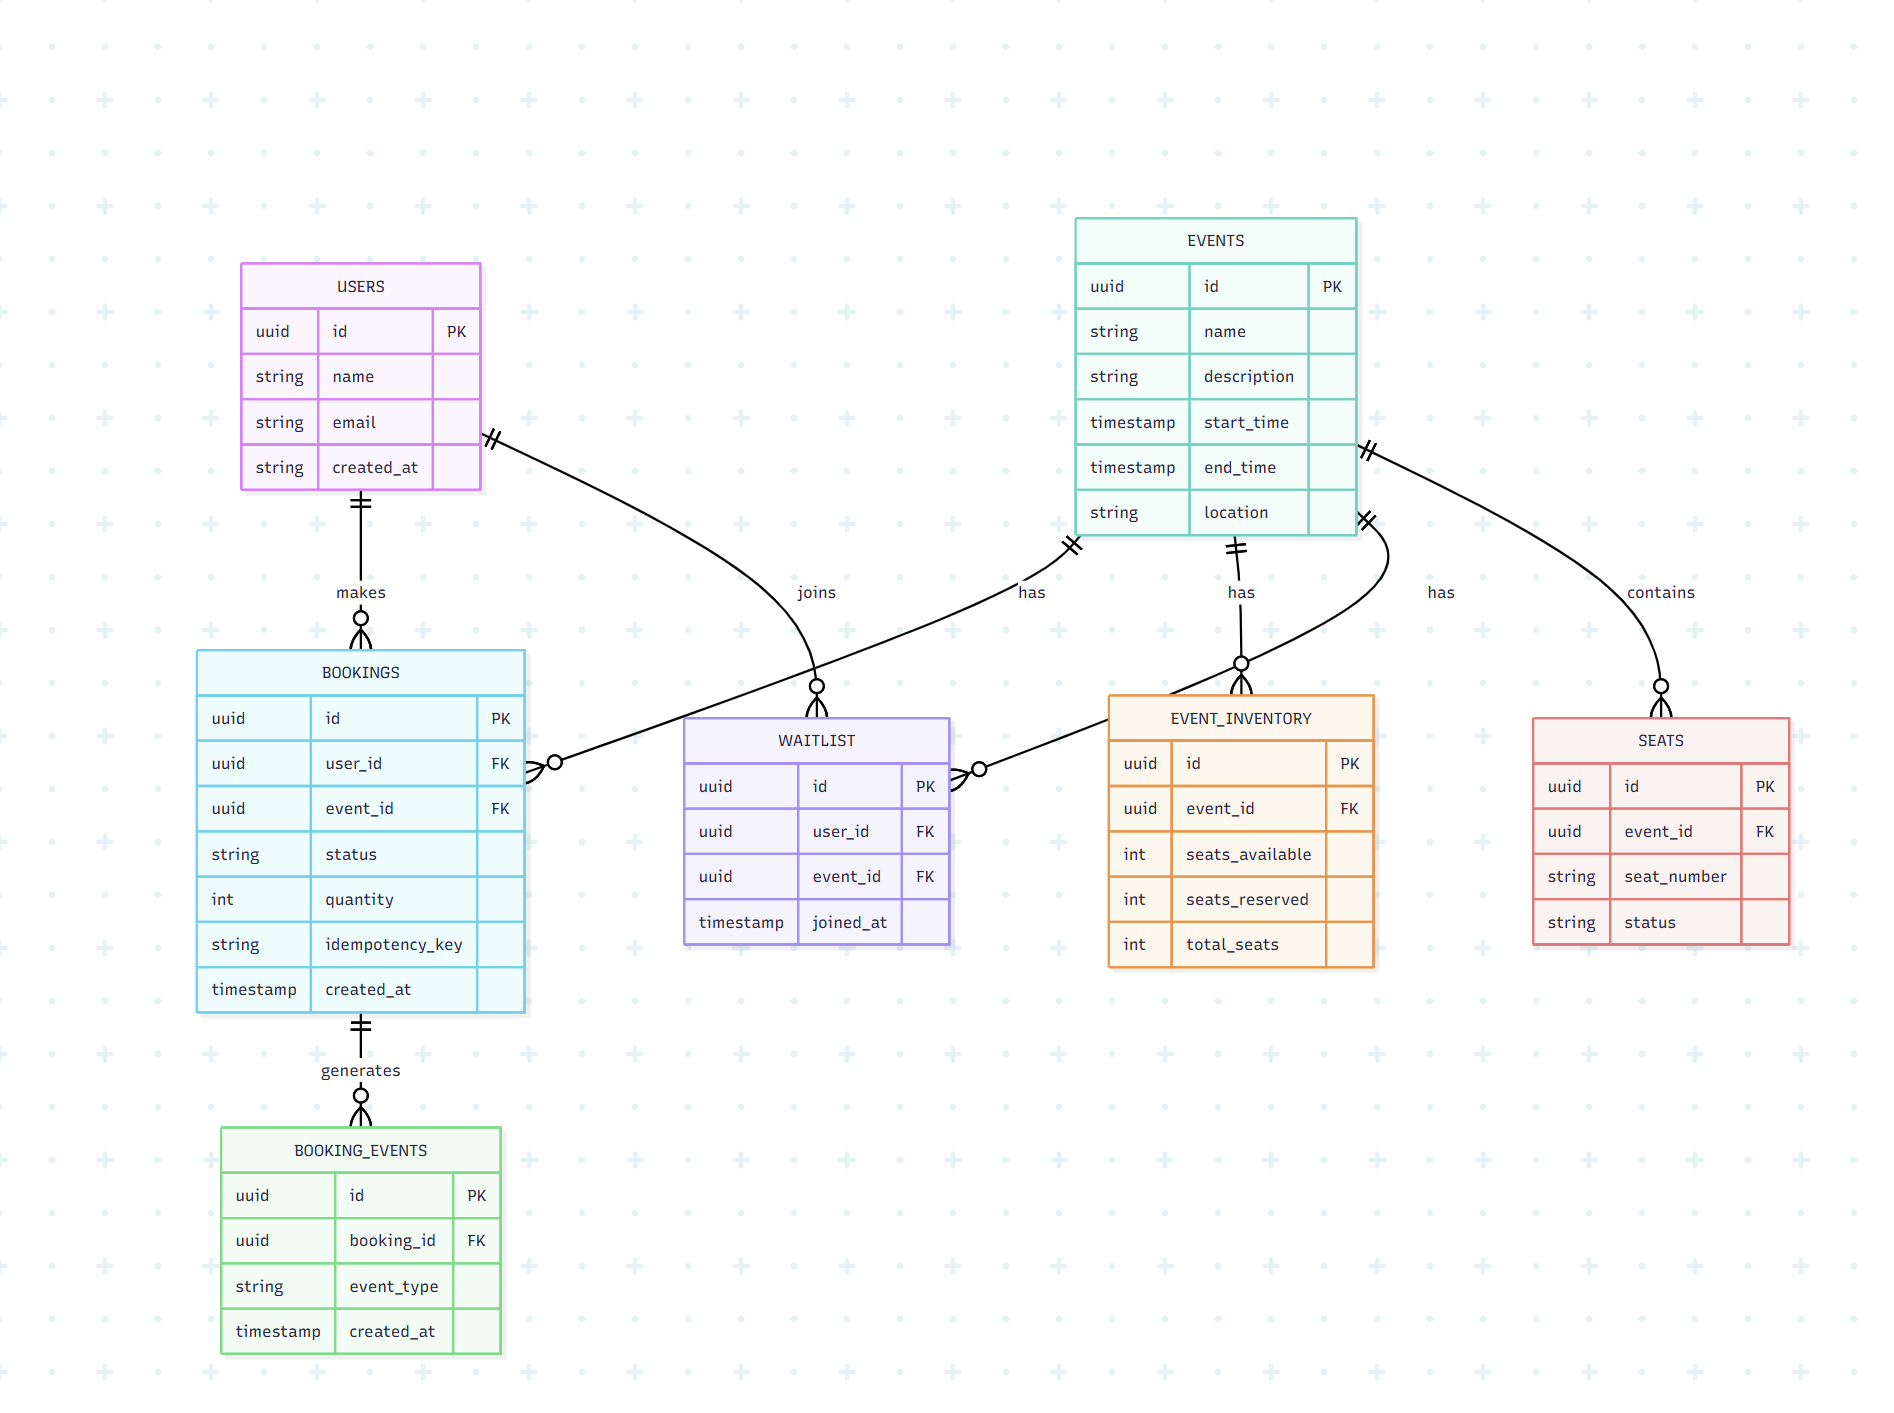 EVENTS
uuid id PK
string name
string description
timestamp start_time
timestamp end_time
string location
USERS
uuid id PK
string name
string email
string created_at
makes
joins
has
has
has
contains
BOOKINGS
uuid id PK
uuid user_id FK
uuid event_id FK
string status
int quantity
string idempotency_key
timestamp created_at
WAITLIST
uuid id PK
uuid user_id FK
uuid event_id FK
timestamp joined_at
EVENT_INVENTORY
uuid id PK
uuid event_id FK
int seats_available
int seats_reserved
int total_seats
SEATS
uuid id PK
uuid event_id FK
string seat_number
string status
generates
BOOKING_EVENTS
uuid id PK
uuid booking_id FK
string event_type
timestamp created_at